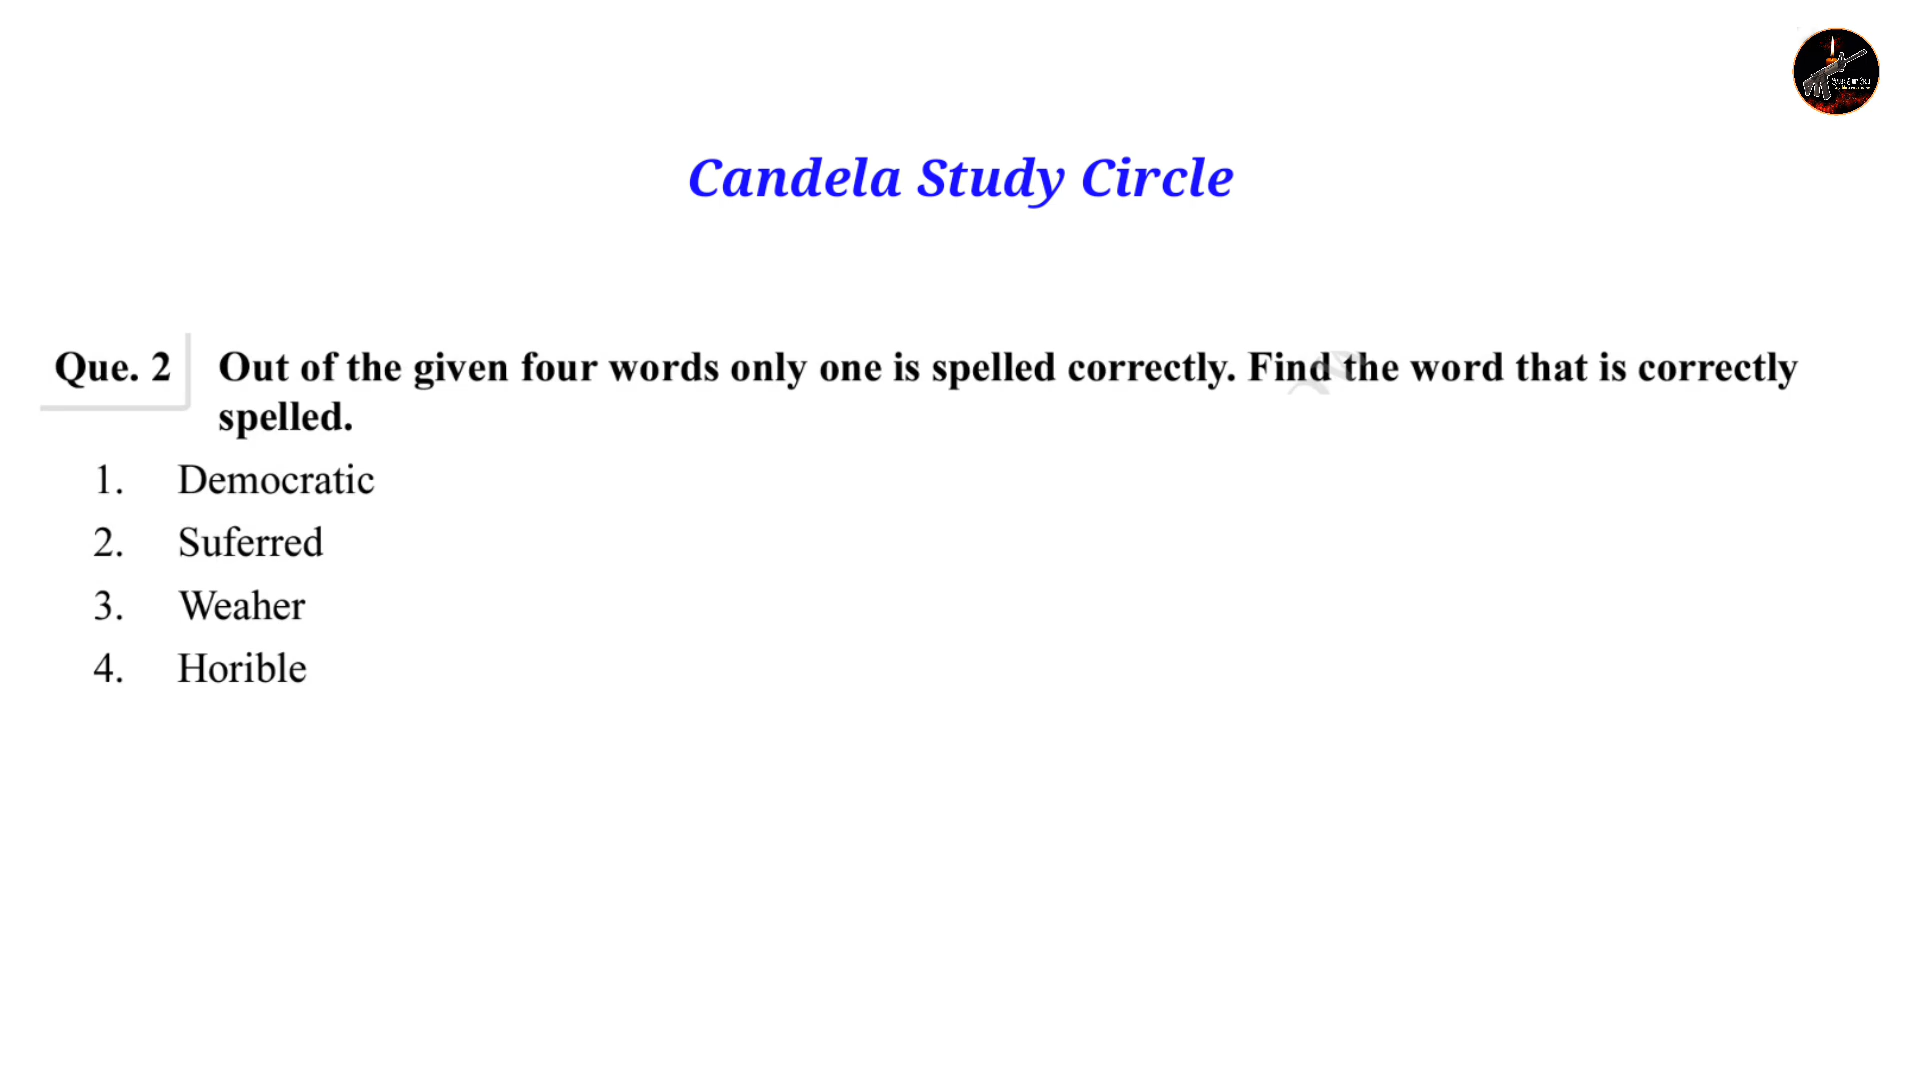 Candela Study Circle
Que. 2 Out of the given four words only one is spelled correctly. Find the word that is correctly
spelled.
1. Democratic
2. Suferred
3. Weaher
4. Horible